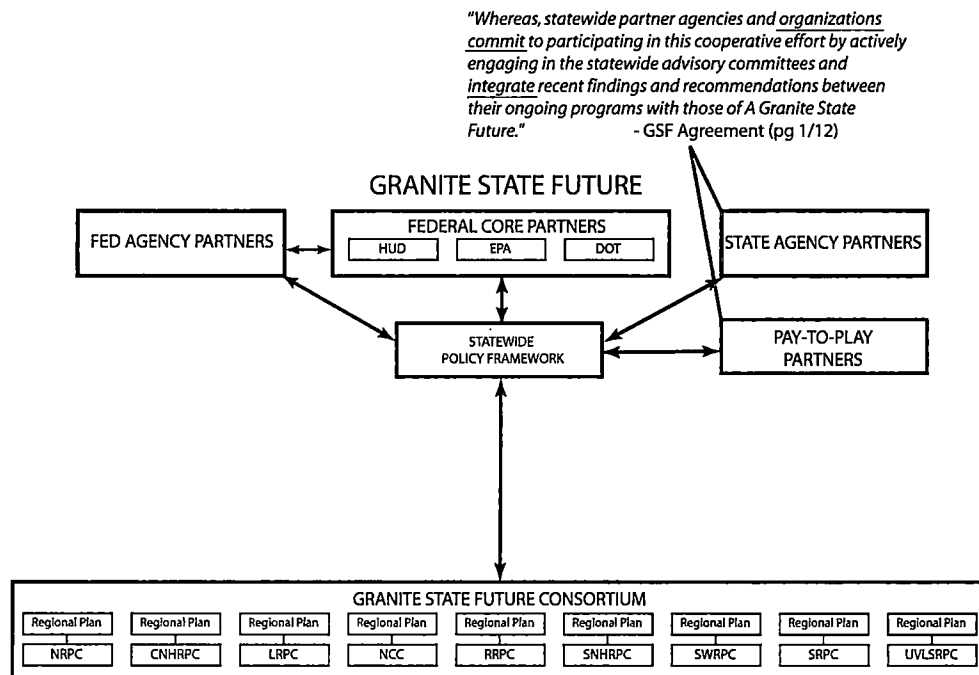 "Whereas, statewide partner agencies and organizations
commit to participating in this cooperative effort by actively
engaging in the statewide advisory committees and
integrate recent findings and recommendations between
their ongoing programs with those of A Granite State
Future."    - GSF Agreement (pg 1/12)
GRANITE STATE FUTURE
FED AGENCY PARTNERS
FEDERAL CORE PARTNERS
HUD EPA DOT
STATE AGENCY PARTNERS
STATEWIDE
POLICY FRAMEWORK
PAY-TO-PLAY
PARTNERS
GRANITE STATE FUTURE CONSORTIUM
Regional Plan Regional Plan Regional Plan Regional Plan Regional Plan Regional Plan Regional Plan Regional Plan Regional Plan
NRPC CNHRPC LRPC NCC RRPC SNHRPC SWRPC SRPC UVLSRPC